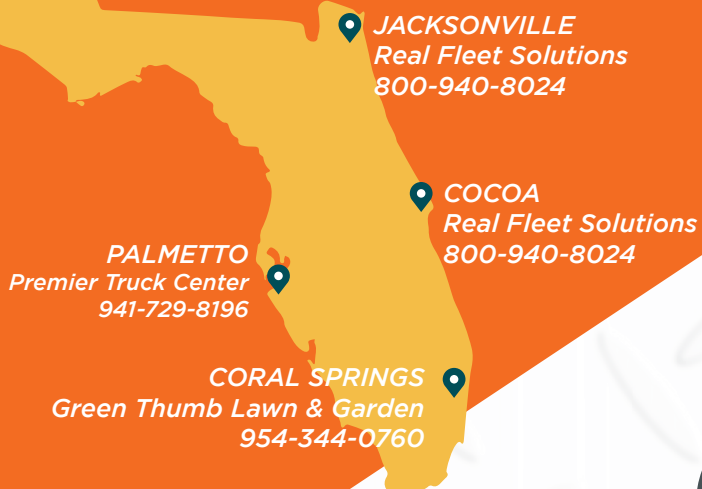 JACKSONVILLE
Real Fleet Solutions
800-940-8024
COCOA
Real Fleet Solutions
800-940-8024
PALMETTO
Premier Truck Center
941-729-8196
CORAL SPRINGS
Green Thumb Lawn & Garden
954-344-0760